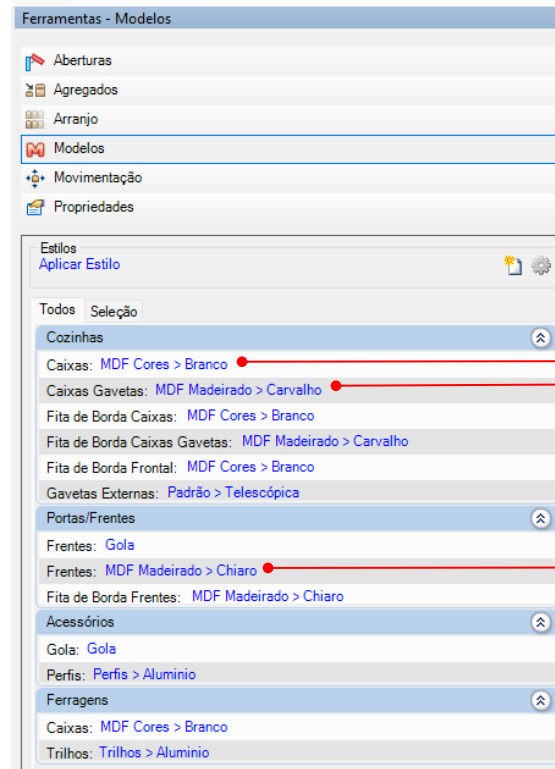 Ferramentas - Modelos
Aberturas
Agregados
Arranjo
Modelos
Movimentação
Propriedades
Estilos
Aplicar Estilo
Todos Seleção
Cozinhas
Caixas: MDF Cores > Branco
Caixas Gavetas: MDF Madeirado > Carvalho
Fita de Borda Caixas: MDF Cores > Branco
Fita de Borda Caixas Gavetas: MDF Madeirado > Carvalho
Fita de Borda Frontal: MDF Cores > Branco
Gavetas Externas: Padrão > Telescópica
Portas/Frentes
Frentes: Gola
Frentes: MDF Madeirado > Chiaro
Fita de Borda Frentes: MDF Madeirado > Chiaro
Acessórios
Gola: Gola
Perfis: Perfis > Aluminio
Ferragens
Caixas: MDF Cores > Branco
Trilhos: Trilhos > Aluminio